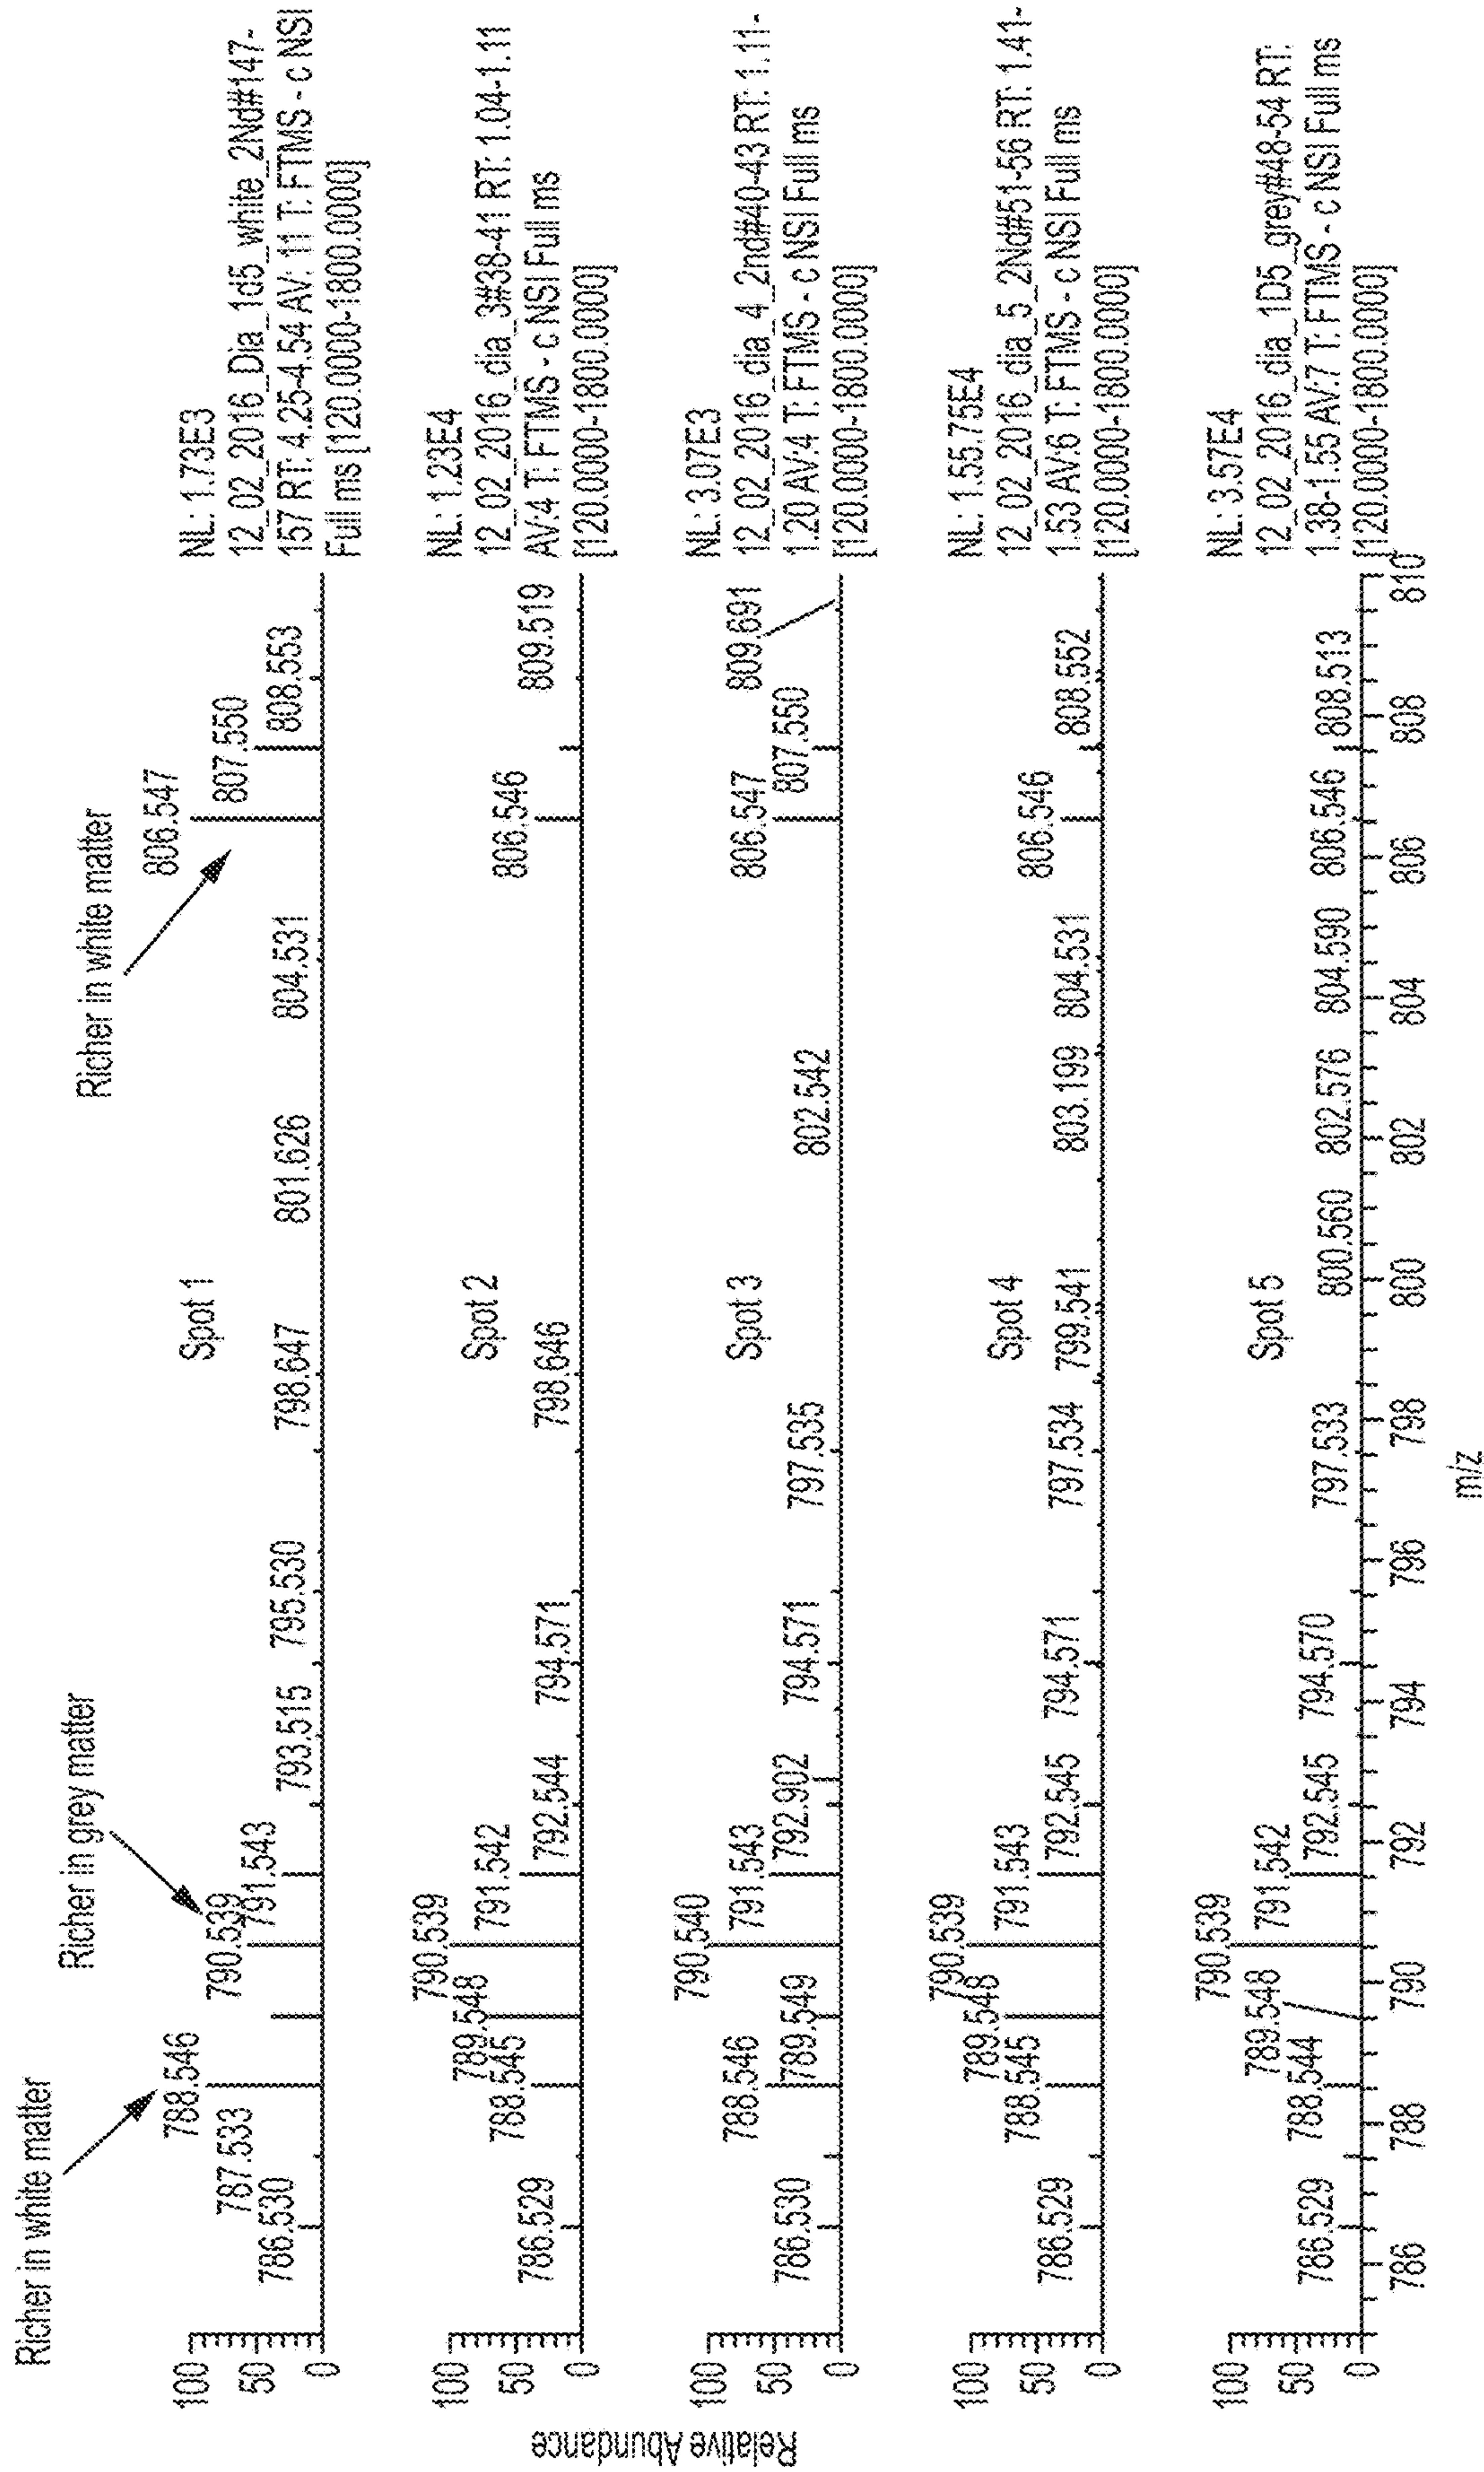 Richer in white matter
Richer in grey matter
Richer in white matter
Relative Abundance
100
50
0
786.530
787.533
788.546
790.539
791.543
793.515
795.530
798.647
801.626
804.531
806.547
807.550
808.553
Spot 1
NL: 1.73E3
12_02_2016_Dia_1d5_white_2Nd#147-
157 RT: 4.25-4.54 AV: 11 T: FTMS - c NSI
Full ms [120.0000-1800.0000]
100
50
0
786.529
788.545
789.548
790.539
791.542
792.544
794.571
798.646
806.546
809.519
Spot 2
NL: 1.23E4
12_02_2016_dia_3#38-41 RT: 1.04-1.11
AV:4 T: FTMS - c NSI Full ms
[120.0000-1800.0000]
100
50
0
786.530
788.546
789.549
790.540
791.543
792.902
794.571
797.535
802.542
806.547
807.550
809.691
Spot 3
NL: 3.07E3
12_02_2016_dia_4_2nd#40-43 RT: 1.11-
1.20 AV:4 T: FTMS - c NSI Full ms
[120.0000-1800.0000]
100
50
0
786.529
788.545
789.548
790.539
791.543
792.545
794.571
797.534
799.541
803.199
804.531
806.546
808.552
Spot 4
NL: 1.55.75E4
12_02_2016_dia_5_2Nd#51-56 RT: 1.41-
1.53 AV:6 T: FTMS - c NSI Full ms
[120.0000-1800.0000]
100
50
0
786.529
788.544
789.548
790.539
791.542
792.545
794.570
797.533
800.560
802.576
804.590
806.546
808.513
Spot 5
NL: 3.57E4
12_02_2016_dia_1D5_grey#48-54 RT:
1.38-1.55 AV:7 T: FTMS - c NSI Full ms
[120.0000-1800.0000]
786 788 790 792 794 796 798 800 802 804 806 808 810
m/z